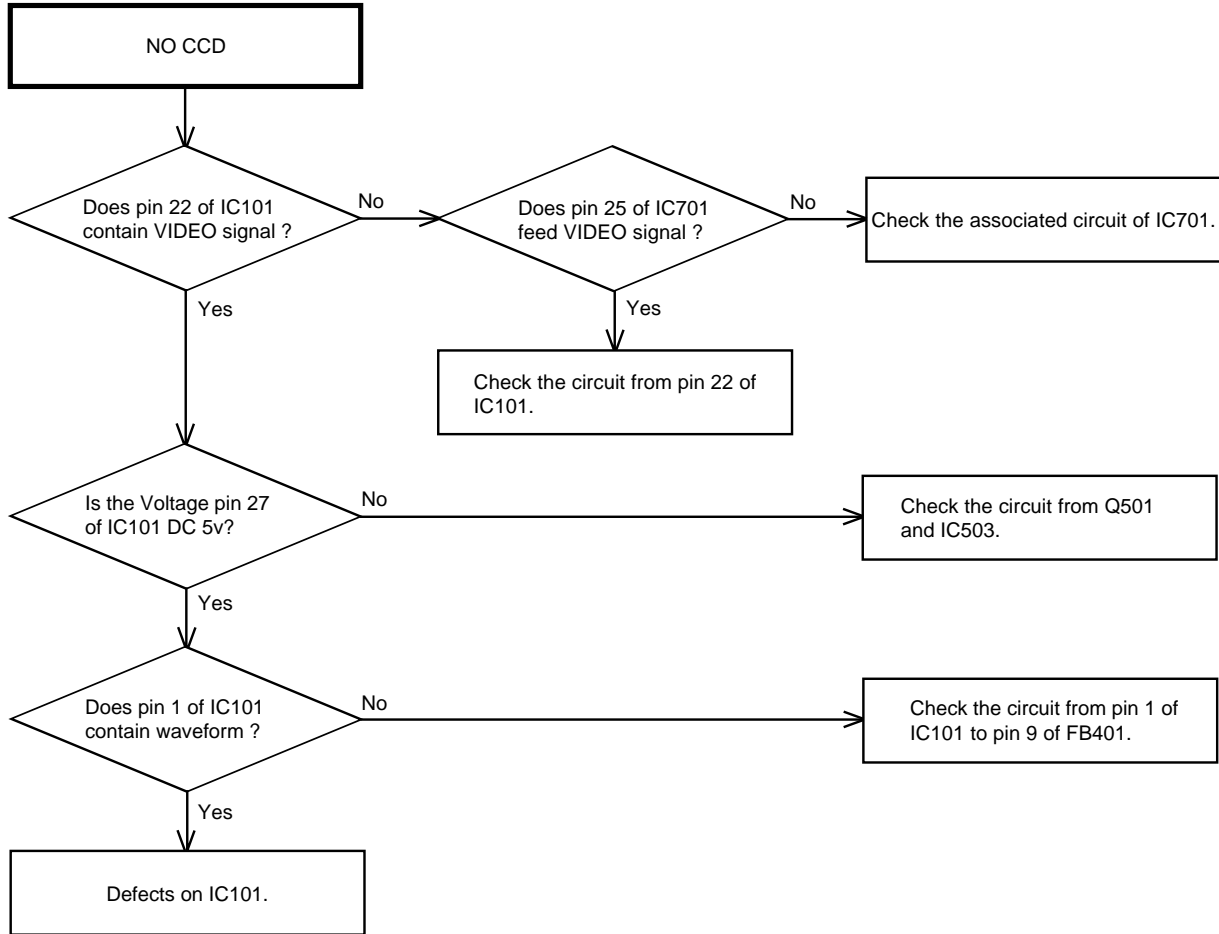 NO CCD
Does pin 22 of IC101
contain VIDEO signal ?
No
Does pin 25 of IC701
feed VIDEO signal ?
No
Check the associated circuit of IC701.
Yes
Yes
Check the circuit from pin 22 of
IC101.
Is the Voltage pin 27
of IC101 DC 5v?
No
Check the circuit from Q501
and IC503.
Yes
Does pin 1 of IC101
contain waveform ?
No
Check the circuit from pin 1 of
IC101 to pin 9 of FB401.
Yes
Defects on IC101.